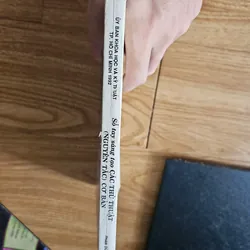 ỦY BAN KHOA HỌC VÀ KỸ THUẬT
TP. HỒ CHÍ MINH 1992
Sổ tay sáng tạo CÁC THỦ THUẬT
(NGUYÊN TẮC) CƠ BẢN